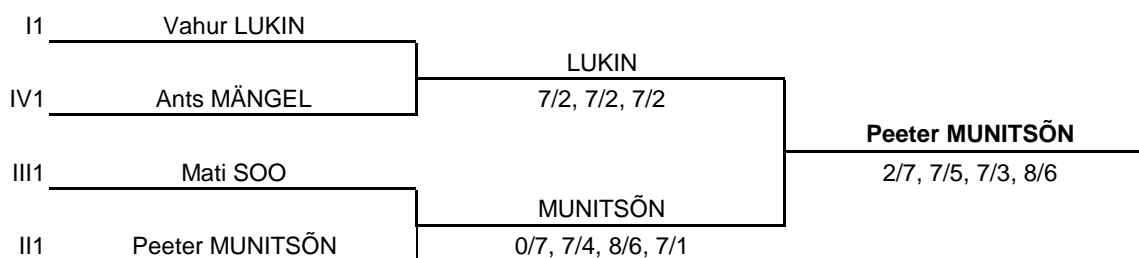 I1 Vahur LUKIN
LUKIN
IV1 Ants MÄNGEL 7/2, 7/2, 7/2
Peeter MUNITSÕN
III1 Mati SOO 2/7, 7/5, 7/3, 8/6
MUNITSÕN
II1 Peeter MUNITSÕN 0/7, 7/4, 8/6, 7/1